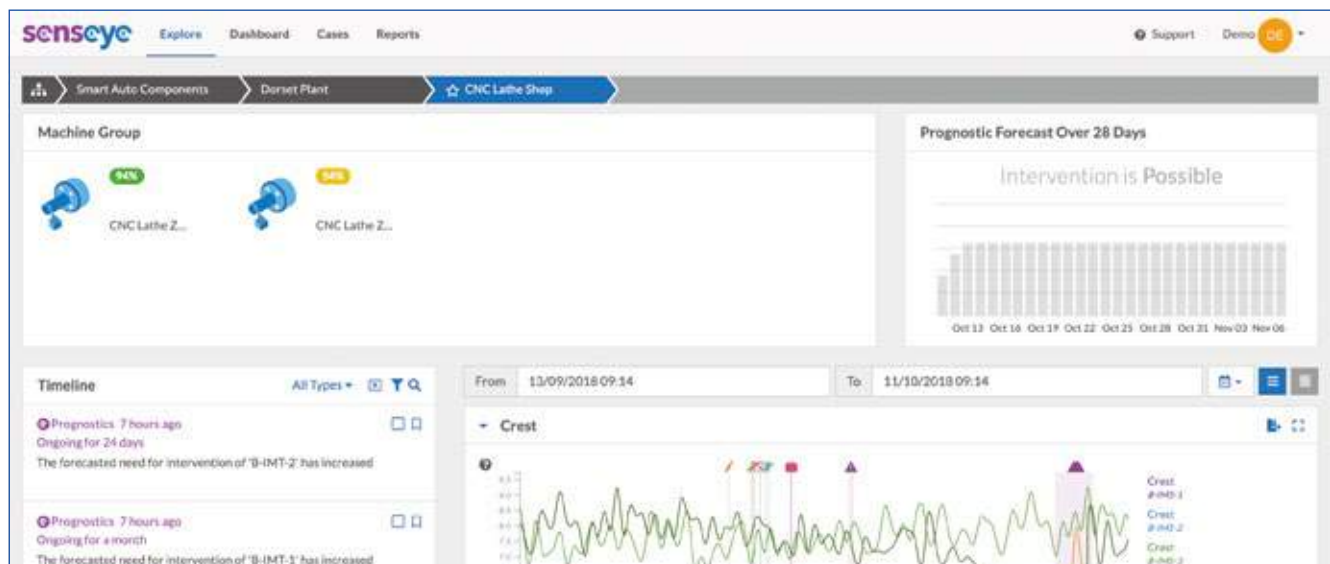 senseye
Explore Dashboard Cases Reports
Support Demo DE
Smart Auto Components Dorset Plant CNC Lathe Shop
Machine Group
94%
CNC Lathe Z...
CNC Lathe Z...
Prognostic Forecast Over 28 Days
Intervention is Possible
Oct 13 Oct 16 Oct 19 Oct 22 Oct 25 Oct 28 Oct 31 Nov 03 Nov 06
Timeline All Types
Prognostics 7 hours ago
Ongoing for 24 days
The forecasted need for intervention of 'B-IMT-2' has increased
Prognostics 7 hours ago
Ongoing for a month
The forecasted need for intervention of 'B-IMT-1' has increased
From 13/09/2018 09:14 To 11/10/2018 09:14
Crest
Crest
Crest
Crest